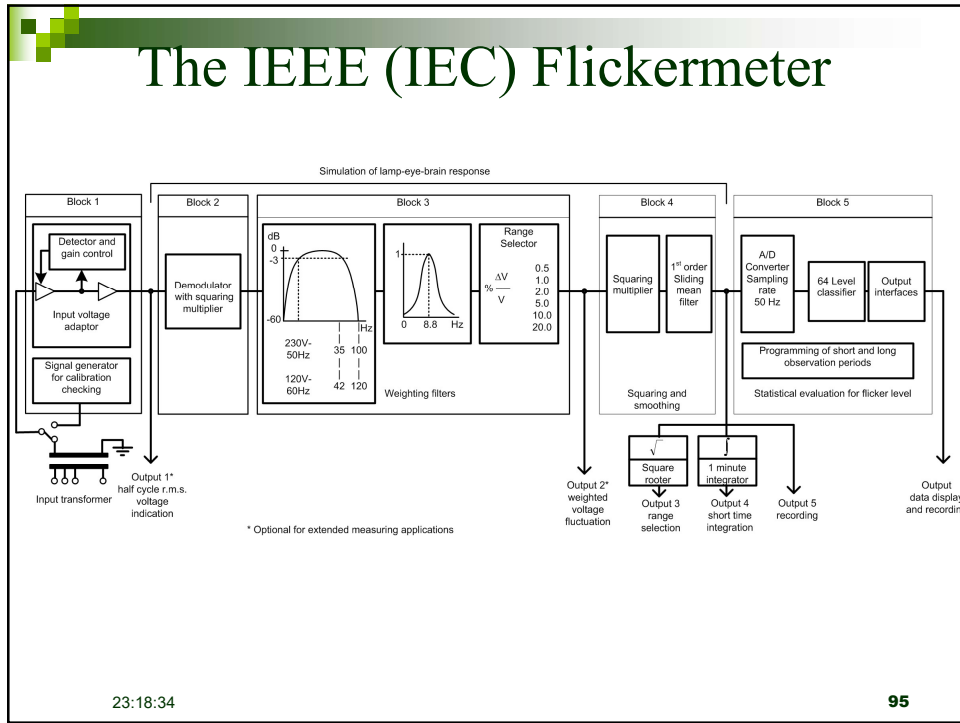 The IEEE (IEC) Flickermeter
Simulation of lamp-eye-brain response
Block 1
Detector and
gain control
Input voltage
adaptor
Signal generator
for calibration
checking
Input transformer
Output 1*
half cycle r.m.s.
voltage
indication
Block 2
Demodulator
with squaring
multiplier
Block 3
dB
0
-3
-60
Hz
230V-
50Hz
35 100
120V-
60Hz
42 120
1
0 8.8 Hz
Weighting filters
Range
Selector
% ΔV
V
0.5
1.0
2.0
5.0
10.0
20.0
Output 2*
weighted
voltage
fluctuation
Block 4
Squaring
multiplier
1st order
Sliding
mean
filter
Squaring and
smoothing
√
Square
rooter
Output 3
range
selection
∫
1 minute
integrator
Output 4
short time
integration
Output 5
recording
Block 5
A/D
Converter
Sampling
rate
50 Hz
64 Level
classifier
Output
interfaces
Programming of short and long
observation periods
Statistical evaluation for flicker level
Output
data display
and recordin
* Optional for extended measuring applications
23:18:34
95